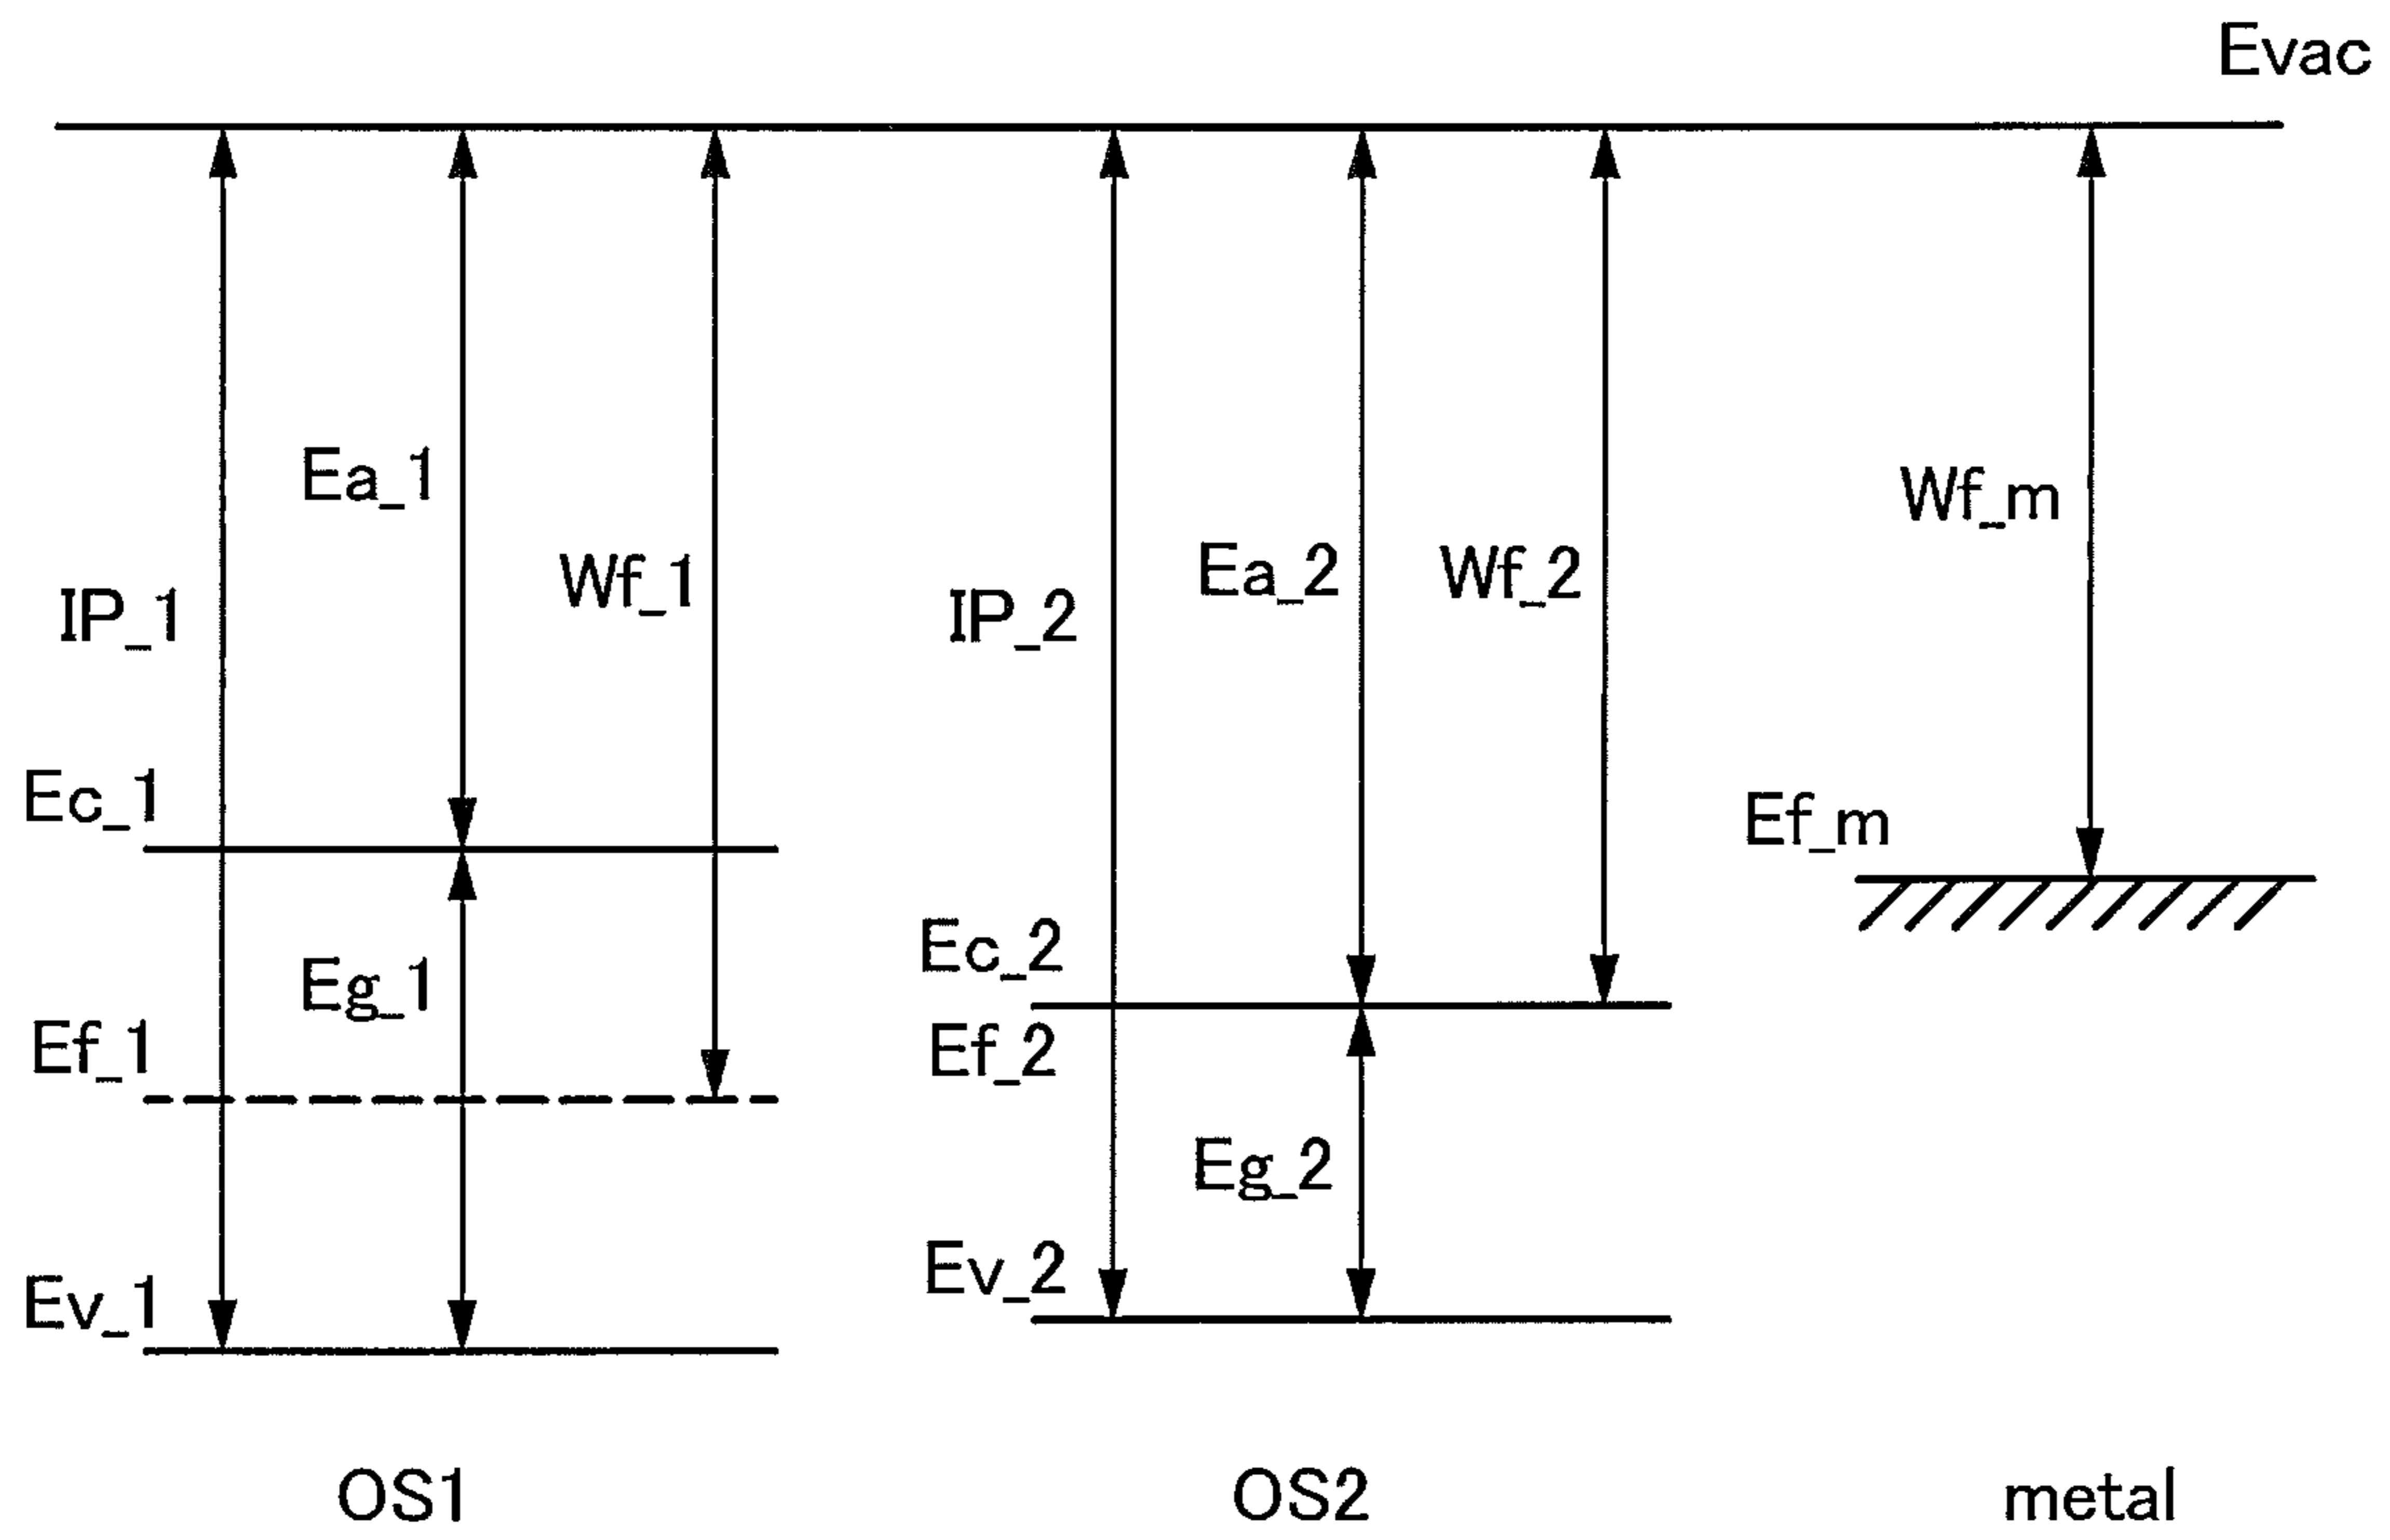 Evac
Ea_1
Wf_m
Wf_1
Ea_2
Wf_2
IP_1
IP_2
Ec_1
Ef_m
Ec_2
Eg_1
Ef_1
Ef_2
Eg_2
Ev_2
Ev_1
OS1
OS2
metal